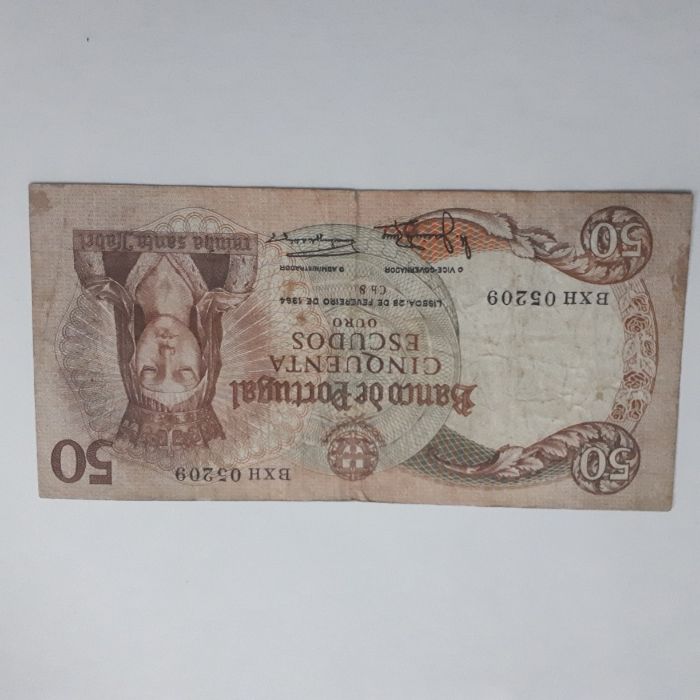 50
BXH 05209
50
Banco de Portugal
CINQUENTA
ESCUDOS
OURO
LISBOA, 28 DE FEVEREIRO DE 1964
Ch. 8
O VICE-GOVERNADOR
O ADMINISTRADOR
BXH 05209
50
rainha santa Isabel